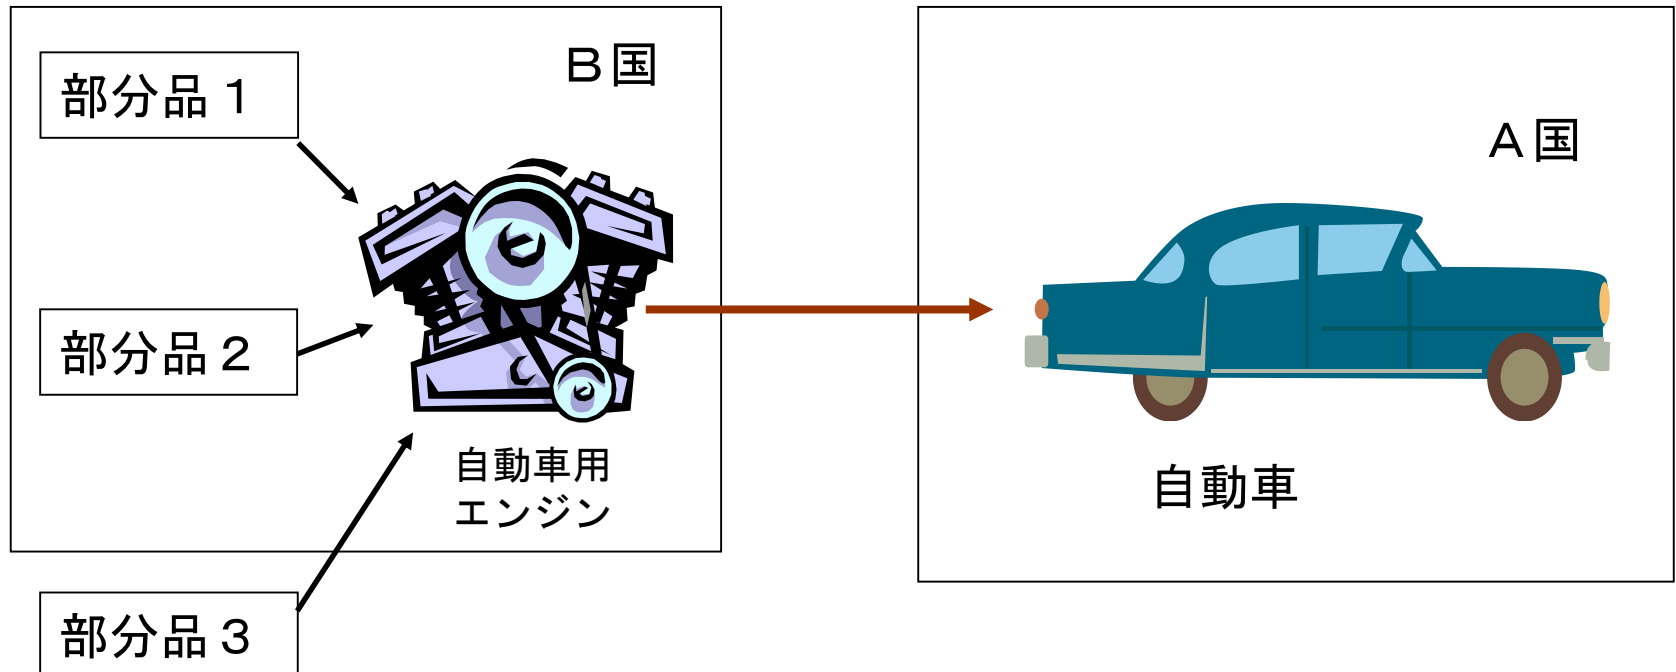 部分品１
Ｂ国
部分品２
自動車用
エンジン
部分品３
Ａ国
自動車